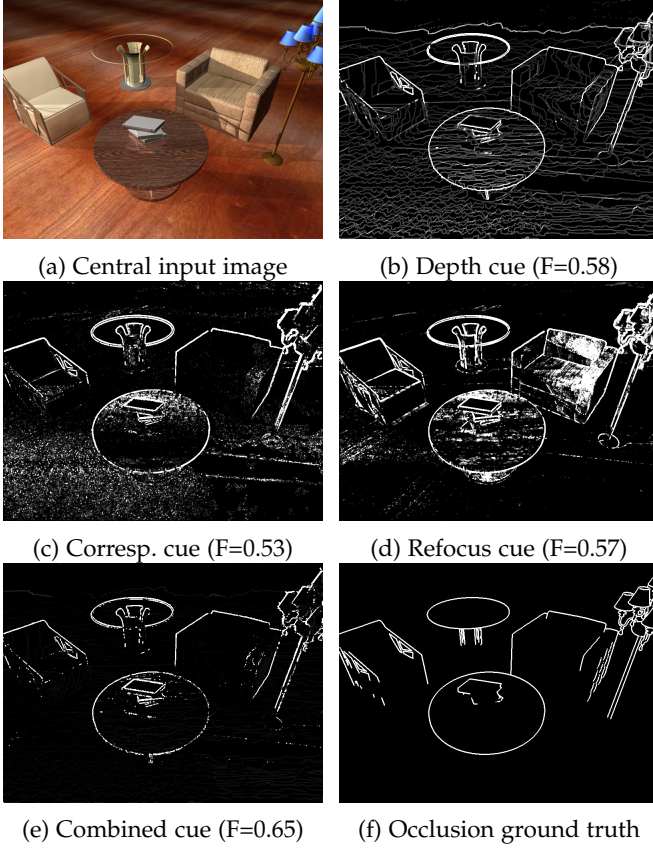 (a) Central input image
(b) Depth cue (F=0.58)
(c) Corresp. cue (F=0.53)
(d) Refocus cue (F=0.57)
(e) Combined cue (F=0.65)
(f) Occlusion ground truth